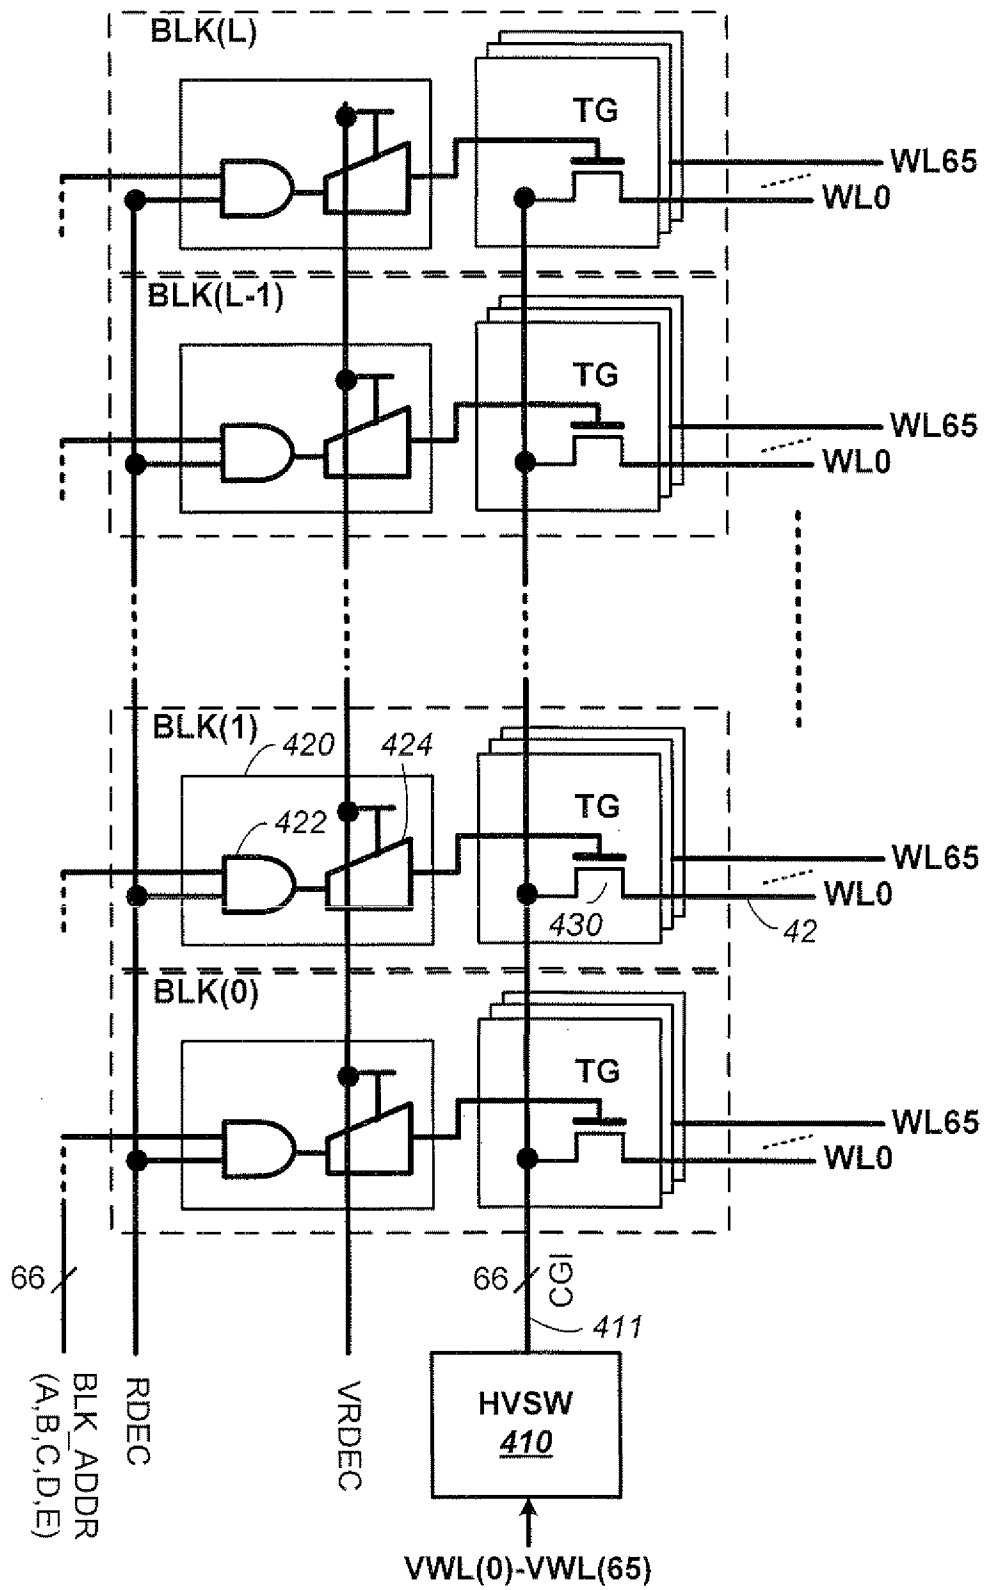 BLK(L)
TG
WL65
WL0
BLK(L-1)
TG
WL65
WL0
BLK(1)
420
424
422
TG
WL65
WL0
430
42
BLK(0)
TG
WL65
WL0
66
66
CGI
411
BLK_ADDR
(A,B,C,D,E)
RDEC
VRDEC
HVSW
410
VWL(0)-VWL(65)